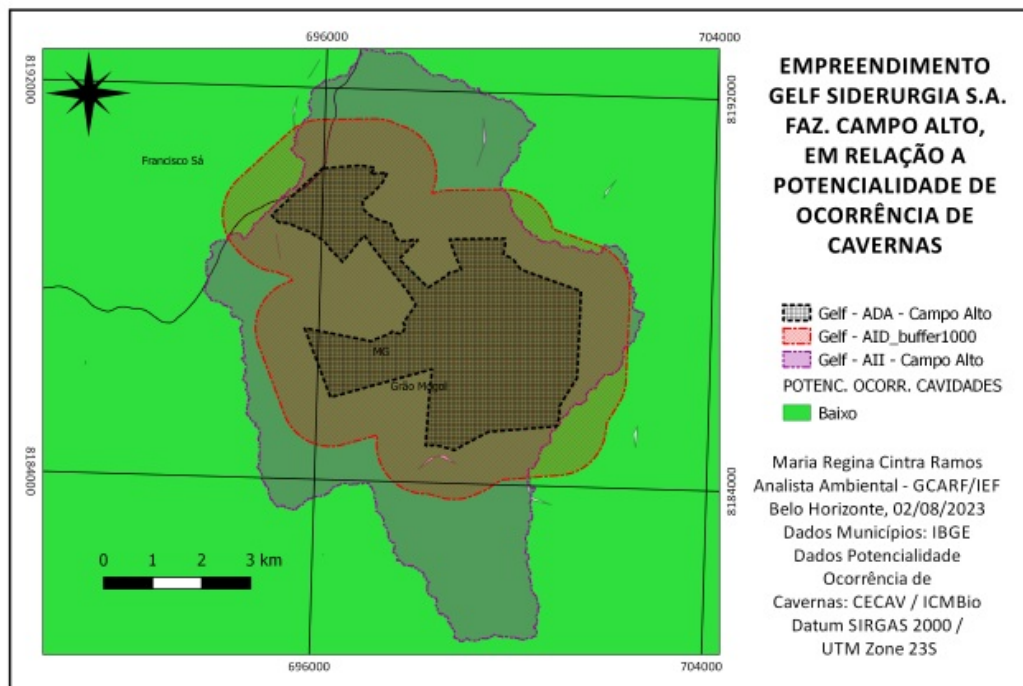 696000
704000
8192000
8192000
Francisco Sá
MG
Grão Mogol
8184000
8184000
0 1 2 3 km
696000
704000
EMPREENDIMENTO
GELF SIDERURGIA S.A.
FAZ. CAMPO ALTO,
EM RELAÇÃO A
POTENCIALIDADE DE
OCORRÊNCIA DE
CAVERNAS
Gelf - ADA - Campo Alto
Gelf - AID_buffer1000
Gelf - AII - Campo Alto
POTENC. OCORR. CAVIDADES
Baixo
Maria Regina Cintra Ramos
Analista Ambiental - GCARF/IEF
Belo Horizonte, 02/08/2023
Dados Municípios: IBGE
Dados Potencialidade
Ocorrência de
Cavernas: CECAV / ICMBio
Datum SIRGAS 2000 /
UTM Zone 23S